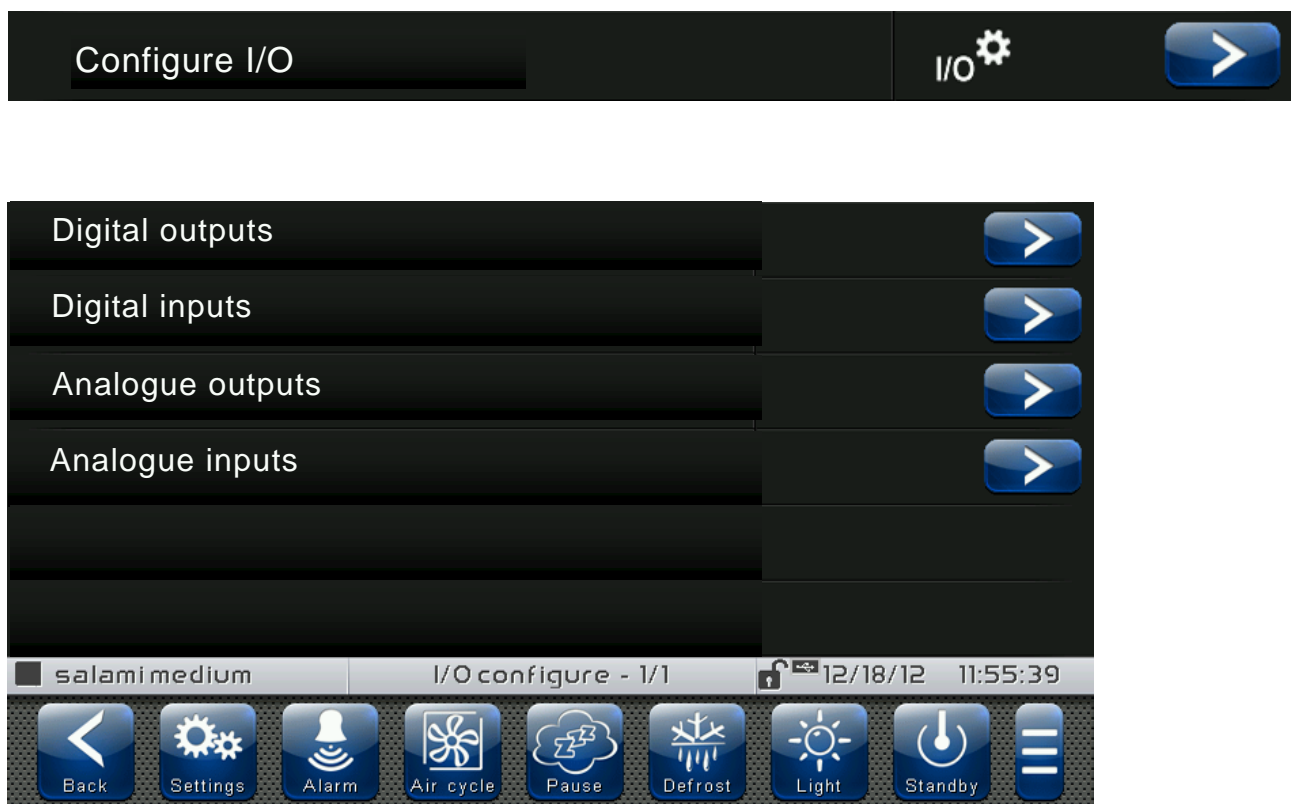 Configure I/O
I/O
Digital outputs
Digital inputs
Analogue outputs
Analogue inputs
salami medium I/O configure - 1/1 12/18/12 11:55:39
Back Settings Alarm Air cycle Pause Defrost Light Standby